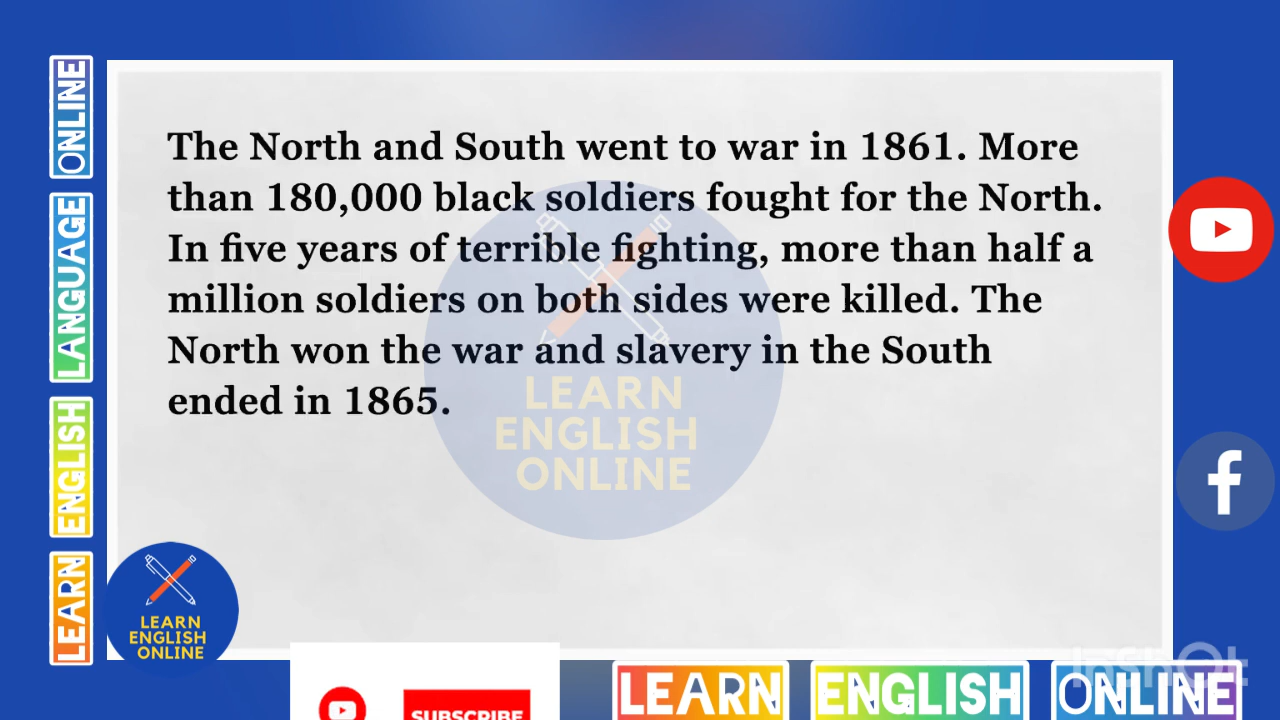 The North and South went to war in 1861. More
than 180,000 black soldiers fought for the North.
In five years of terrible fighting, more than half a
million soldiers on both sides were killed. The
North won the war and slavery in the South
ended in 1865.
LEARN
ENGLISH
ONLINE
LEARN ENGLISH LANGUAGE ONLINE
LEARN
ENGLISH
ONLINE
SUBSCRIBE
LEARN ENGLISH ONLINE
InShOt